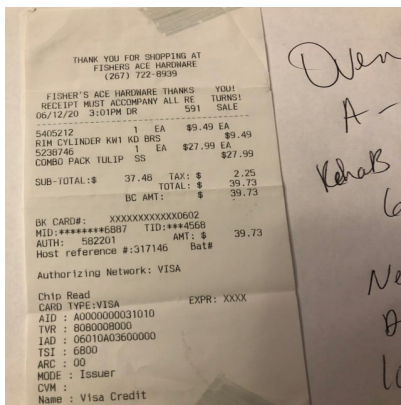 THANK YOU FOR SHOPPING AT
FISHERS ACE HARDWARE
(267) 722-8939
FISHER'S ACE HARDWARE THANKS YOU!
RECEIPT MUST ACCOMPANY ALL RE TURNS!
06/12/20 3:01PM DR 591 SALE
5405212 1 EA $9.49 EA
RIM CYLINDER KW1 KD BRS $9.49
5238746 1 EA $27.99 EA
COMBO PACK TULIP SS $27.99
SUB-TOTAL:$ 37.48 TAX: $ 2.25
TOTAL: $ 39.73
BC AMT: $ 39.73
BK CARD#: XXXXXXXXXXXX0602
MID:********6887 TID:***4568
AUTH: 582201 AMT: $ 39.73
Host reference #:317146 Bat#
Authorizing Network: VISA
Chip Read
CARD TYPE:VISA EXPR: XXXX
AID : A0000000031010
TVR : 8080008000
IAD : 06010A03600000
TSI : 6800
ARC : 00
MODE : Issuer
CVM :
Name : Visa Credit
Oven
A -
Rehab
Ne